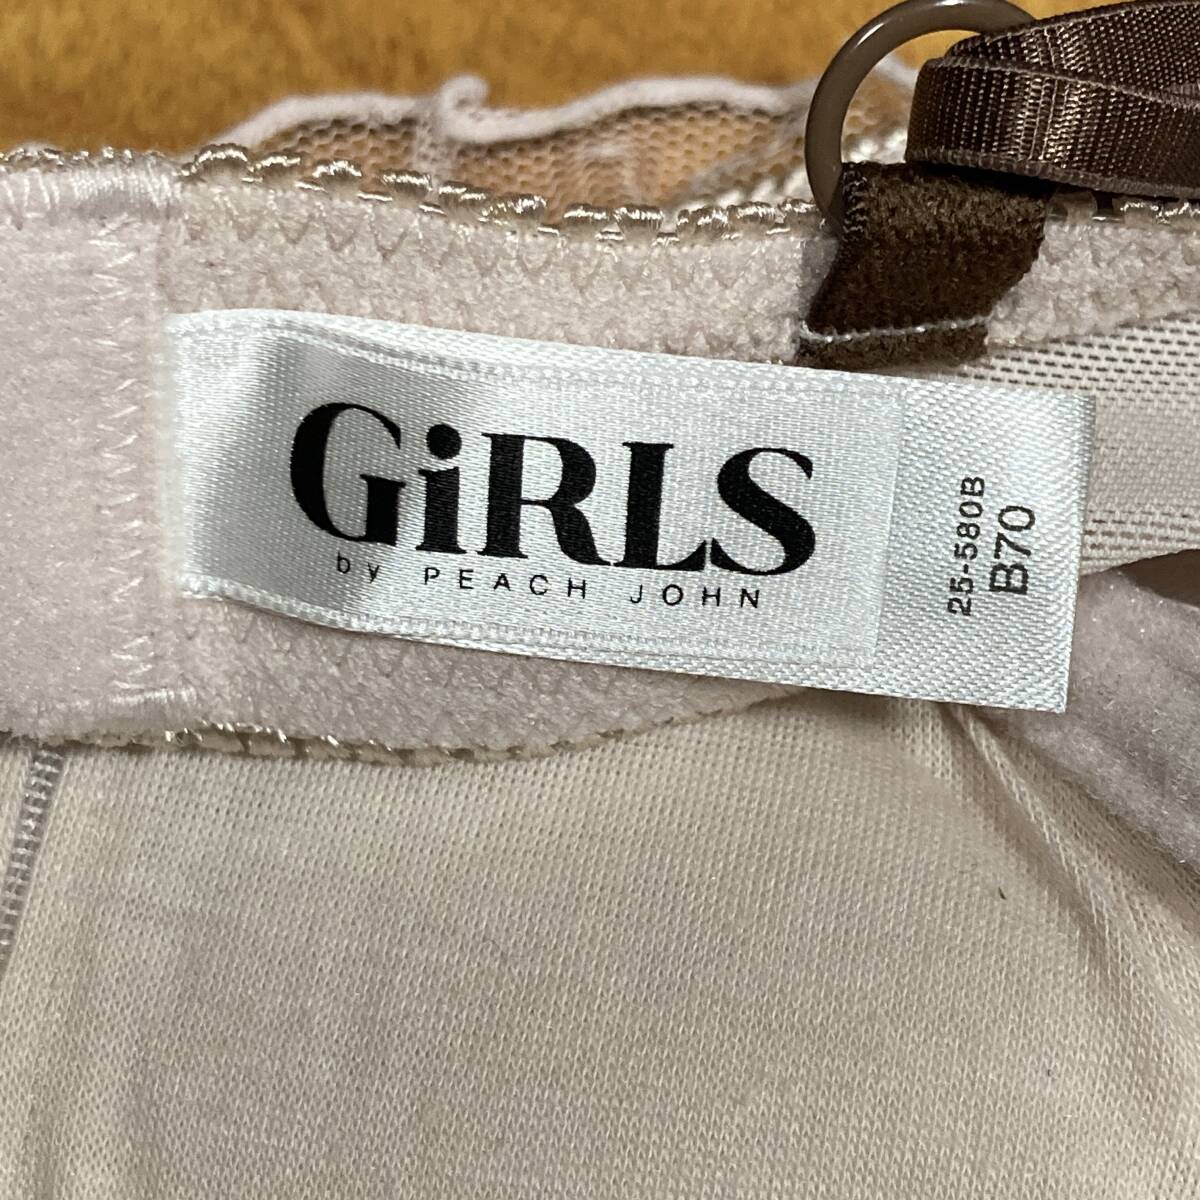 GiRLS
by PEACH JOHN
25-580B
B70